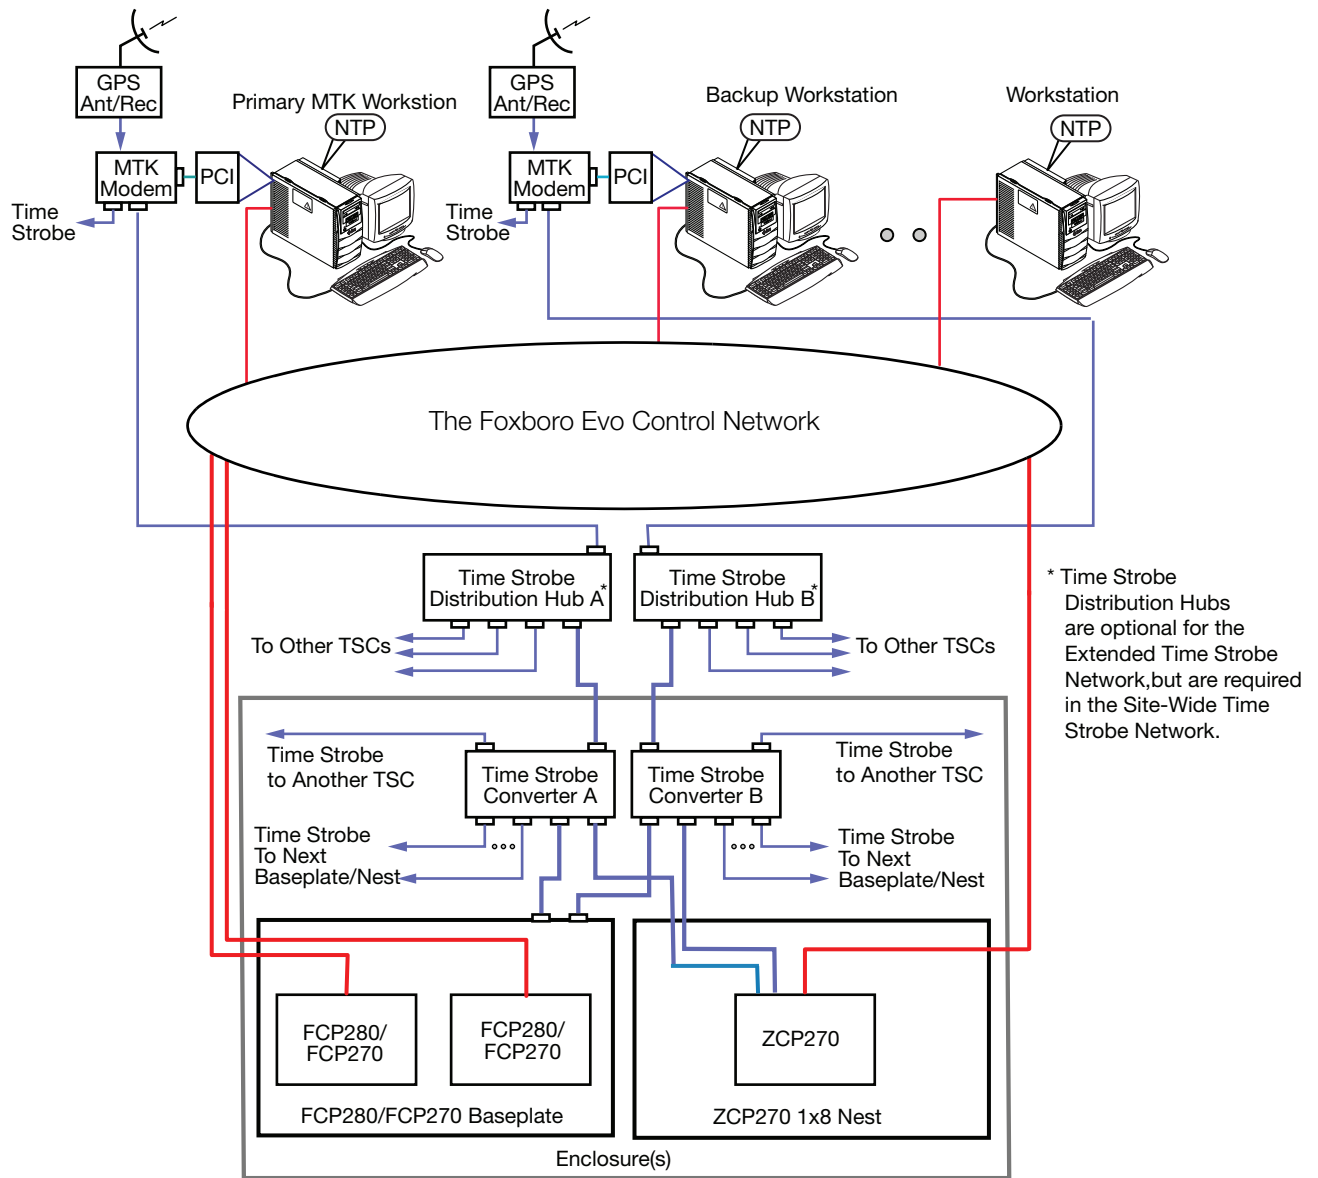 GPS
Ant/Rec
Primary MTK Workstion
NTP
MTK
Modem
PCI
Time
Strobe
GPS
Ant/Rec
Backup Workstation
NTP
MTK
Modem
PCI
Time
Strobe
Workstation
NTP
The Foxboro Evo Control Network
Time Strobe
Distribution Hub A*
Time Strobe
Distribution Hub B*
To Other TSCs
To Other TSCs
* Time Strobe
Distribution Hubs
are optional for the
Extended Time Strobe
Network,but are required
in the Site-Wide Time
Strobe Network.
Time Strobe
to Another TSC
Time Strobe
Converter A
Time Strobe
Converter B
Time Strobe
to Another TSC
Time Strobe
To Next
Baseplate/Nest
Time Strobe
To Next
Baseplate/Nest
FCP280/
FCP270
FCP280/
FCP270
FCP280/FCP270 Baseplate
ZCP270
ZCP270 1x8 Nest
Enclosure(s)